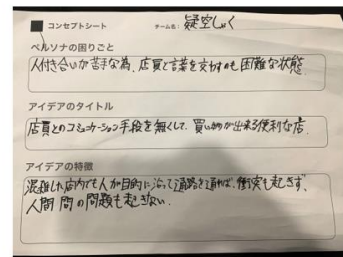 コンセプトシート チーム名: 疑空しょく
ペルソナの困りごと
人付き合いが苦手な為、店員と言葉を交わすのも困難な状態
アイデアのタイトル
店員とのコミュニケーション手段を無くして、買い物が出来る便利な店。
アイデアの特徴
混雑した店内でも人が目的に沿って通路を通れば、衝突も起きず、
人間間の問題も起きない。